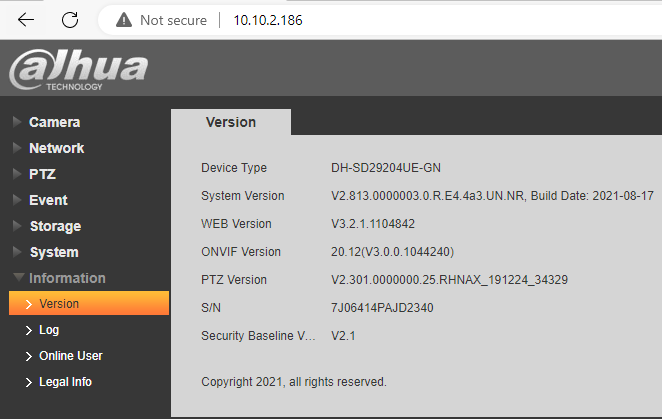 Not secure 10.10.2.186
alhua
TECHNOLOGY
Camera
Network
PTZ
Event
Storage
System
Information
Version
Log
Online User
Legal Info
Version
Device Type DH-SD29204UE-GN
System Version V2.813.0000003.0.R.E4.4a3.UN.NR, Build Date: 2021-08-17
WEB Version V3.2.1.1104842
ONVIF Version 20.12(V3.0.0.1044240)
PTZ Version V2.301.0000000.25.RHNAX_191224_34329
S/N 7J06414PAJD2340
Security Baseline V... V2.1
Copyright 2021, all rights reserved.